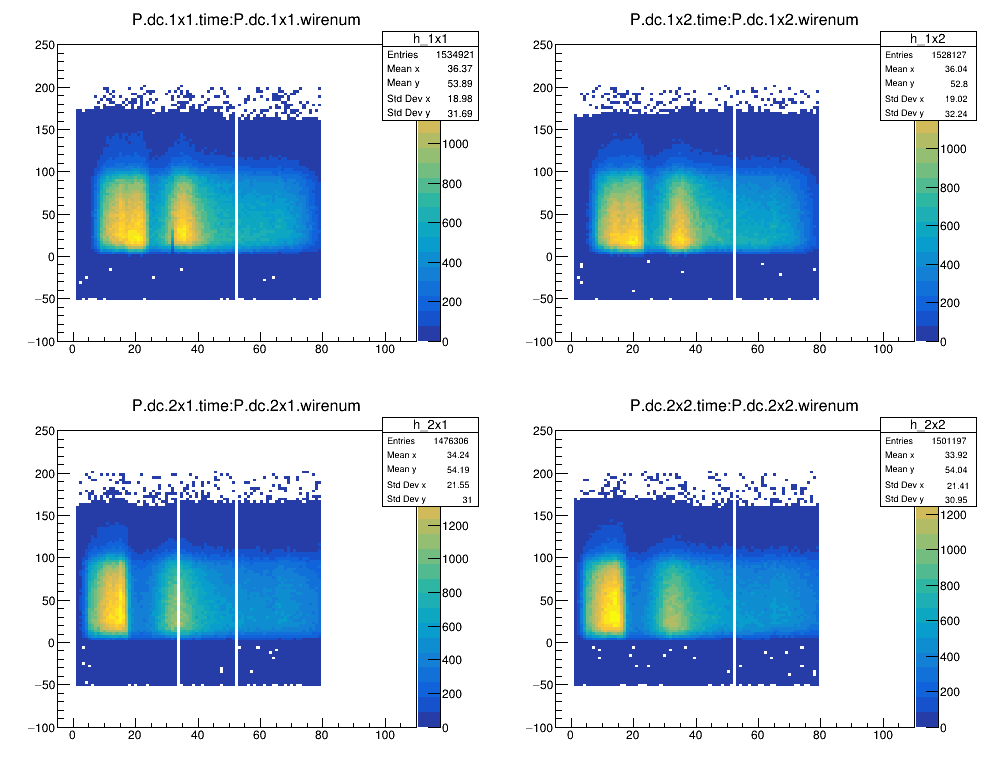 P.dc.1x1.time:P.dc.1x1.wirenum
h_1x1
Entries 1534921
Mean x 36.37
Mean y 53.89
Std Dev x 18.98
Std Dev y 31.69
250
200
150
100
50
0
−50
−100
0 20 40 60 80 100
1000
800
600
400
200
0
P.dc.1x2.time:P.dc.1x2.wirenum
h_1x2
Entries 1528127
Mean x 36.04
Mean y 52.8
Std Dev x 19.02
Std Dev y 32.24
250
200
150
100
50
0
−50
−100
0 20 40 60 80 100
1000
800
600
400
200
0
P.dc.2x1.time:P.dc.2x1.wirenum
h_2x1
Entries 1476306
Mean x 34.24
Mean y 54.19
Std Dev x 21.55
Std Dev y 31
250
200
150
100
50
0
−50
−100
0 20 40 60 80 100
1200
1000
800
600
400
200
0
P.dc.2x2.time:P.dc.2x2.wirenum
h_2x2
Entries 1501197
Mean x 33.92
Mean y 54.04
Std Dev x 21.41
Std Dev y 30.95
250
200
150
100
50
0
−50
−100
0 20 40 60 80 100
1200
1000
800
600
400
200
0